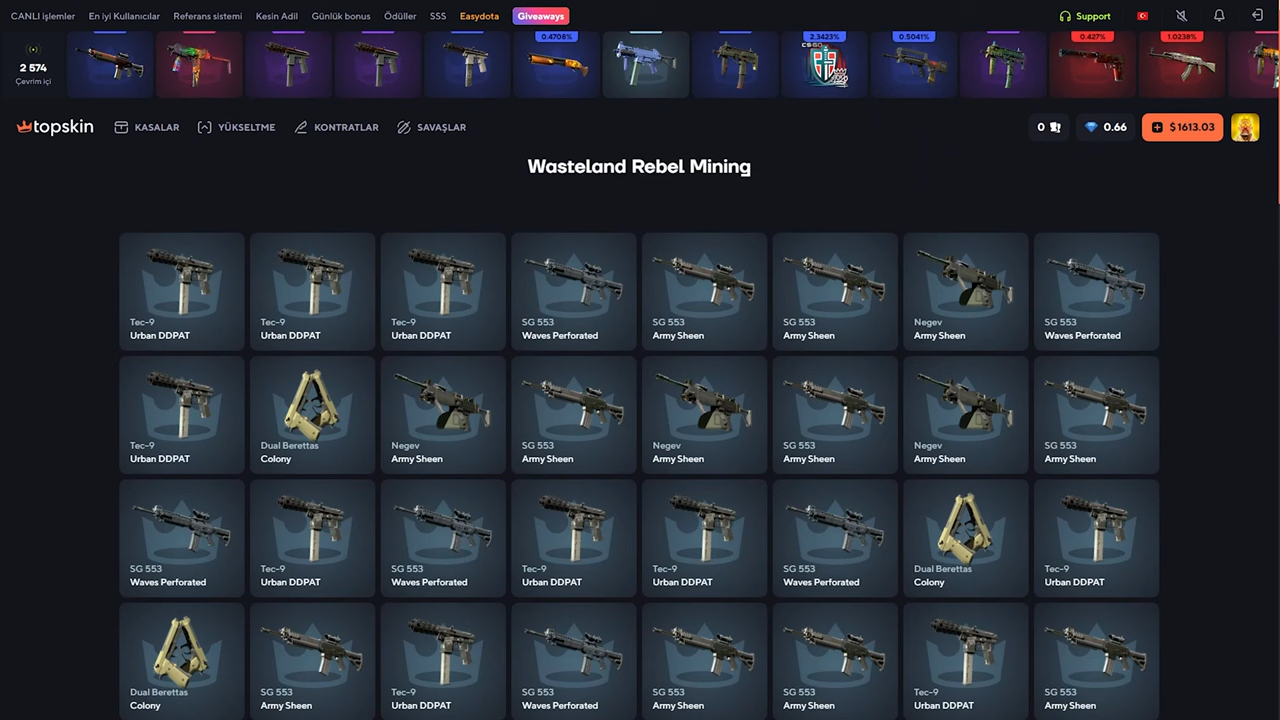 CANLI işlemler En iyi Kullanıcılar Referans sistemi Kesin Adil Günlük bonus Ödüller SSS Easydota Giveaways Support
2 574
Çevrim içi
0.4708% 2.3423% 0.5041% 0.427% 1.0238%
CS:GO
topskin KASALAR YÜKSELTME KONTRATLAR SAVAŞLAR 0 0.66 $ 1613.03
Wasteland Rebel Mining
Tec-9 Tec-9 Tec-9 SG 553 SG 553 SG 553 Negev SG 553
Urban DDPAT Urban DDPAT Urban DDPAT Waves Perforated Army Sheen Army Sheen Army Sheen Waves Perforated
Tec-9 Dual Berettas Negev SG 553 Negev SG 553 Negev SG 553
Urban DDPAT Colony Army Sheen Army Sheen Army Sheen Army Sheen Army Sheen Army Sheen
SG 553 Tec-9 SG 553 Tec-9 Tec-9 SG 553 Dual Berettas Tec-9
Waves Perforated Urban DDPAT Waves Perforated Urban DDPAT Urban DDPAT Waves Perforated Colony Urban DDPAT
Dual Berettas SG 553 Tec-9 SG 553 SG 553 SG 553 Tec-9 SG 553
Colony Army Sheen Urban DDPAT Waves Perforated Army Sheen Army Sheen Urban DDPAT Army Sheen